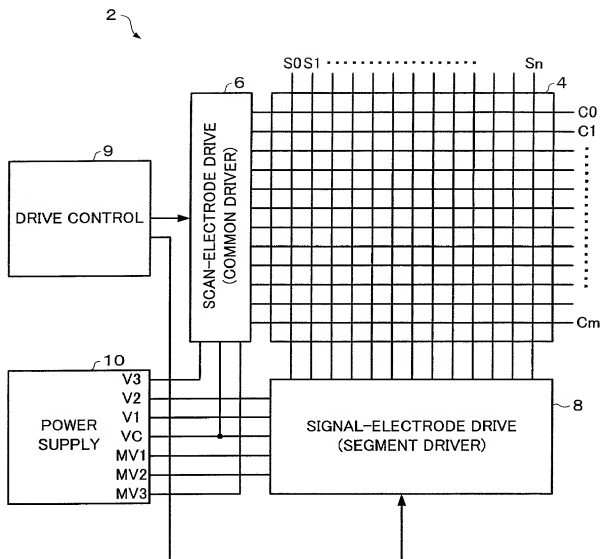 2
S0 S1 Sn
6
4
C0
C1
9
DRIVE CONTROL
SCAN-ELECTRODE DRIVE
(COMMON DRIVER)
Cm
10
POWER
SUPPLY
V3
V2
V1
VC
MV1
MV2
MV3
SIGNAL-ELECTRODE DRIVE
(SEGMENT DRIVER)
8